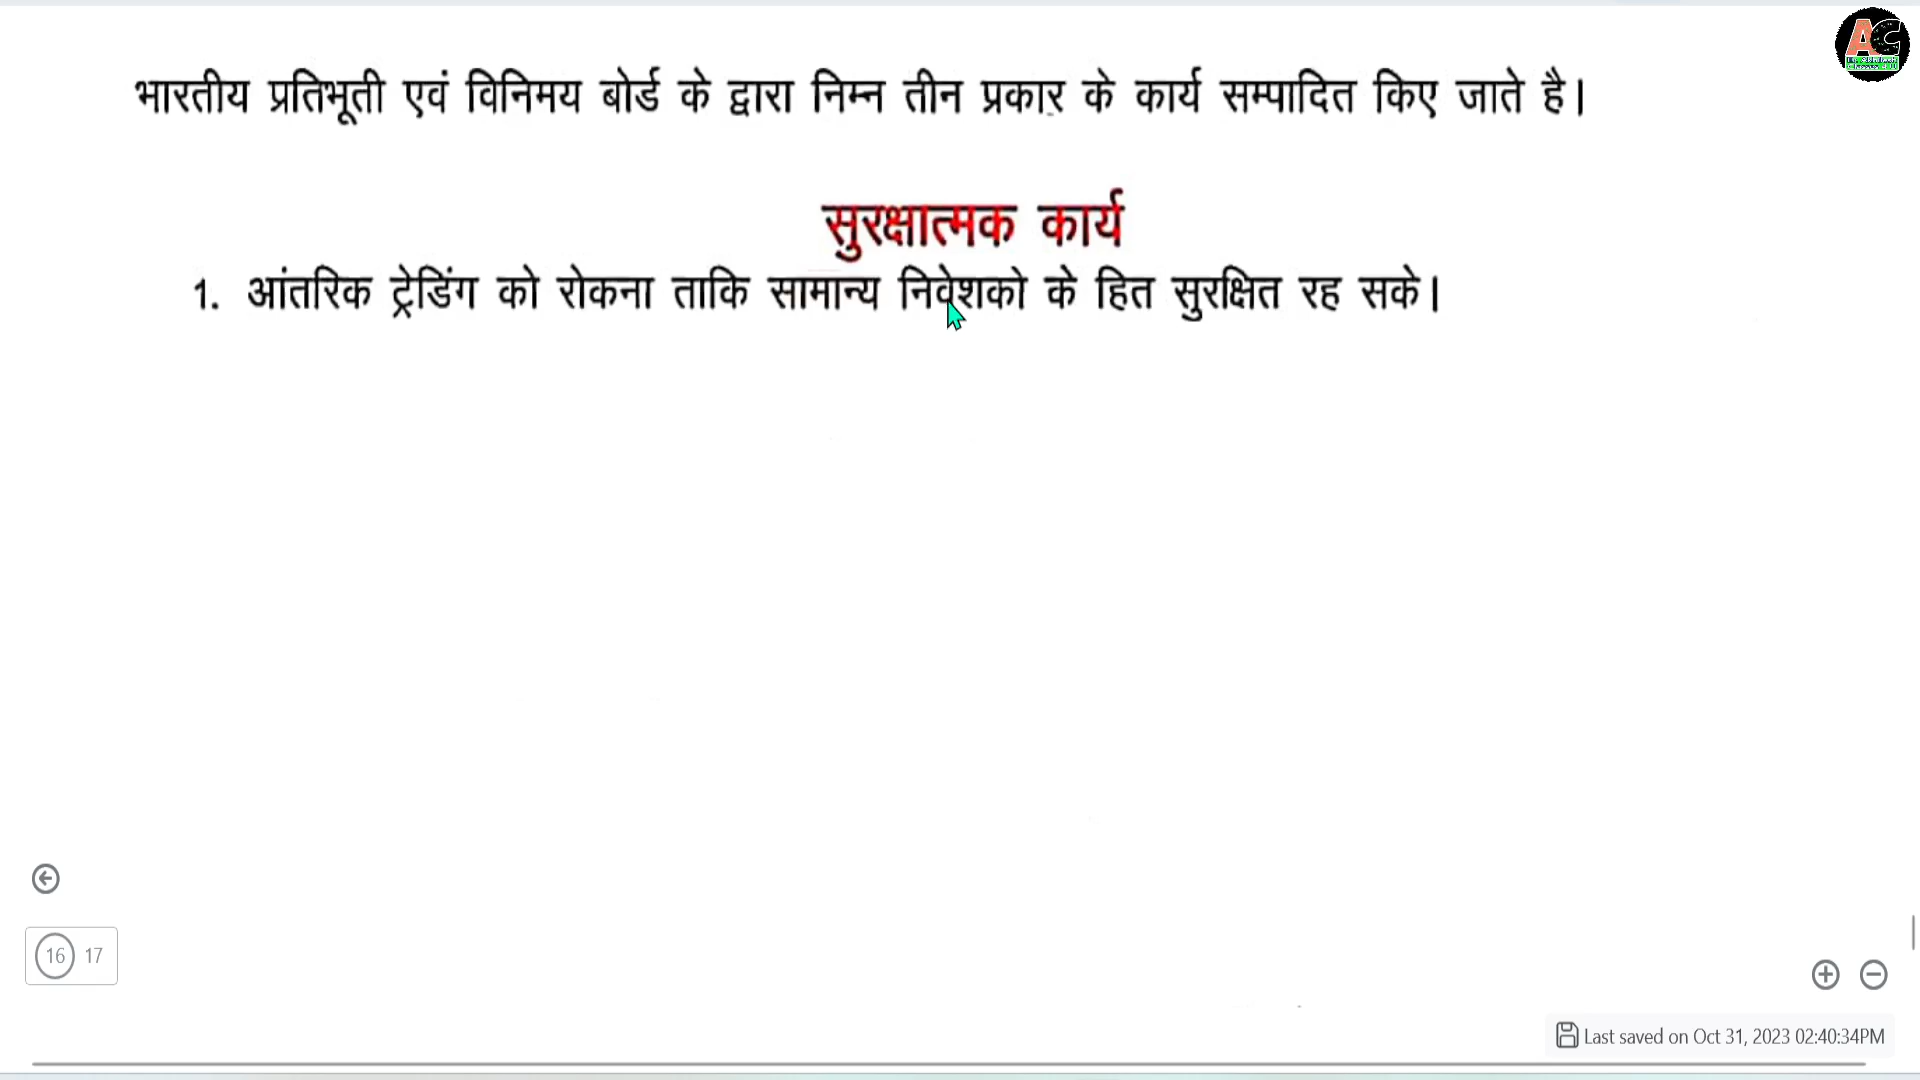 भारतीय प्रतिभूती एवं विनिमय बोर्ड के द्वारा निम्न तीन प्रकार के कार्य सम्पादित किए जाते है।
सुरक्षात्मक कार्य
1. आंतरिक ट्रेडिंग को रोकना ताकि सामान्य निवेशको के हित सुरक्षित रह सके।
AC
16 17
Last saved on Oct 31, 2023 02:40:34PM